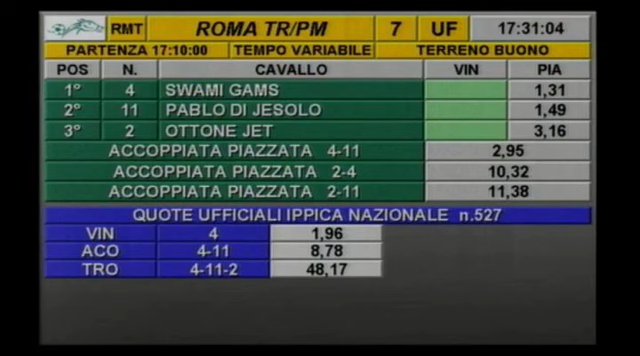 RMT ROMA TR/PM 7 UF 17:31:04
PARTENZA 17:10:00 TEMPO VARIABILE TERRENO BUONO
POS N. CAVALLO VIN PIA
1° 4 SWAMI GAMS 1,31
2° 11 PABLO DI JESOLO 1,49
3° 2 OTTONE JET 3,16
ACCOPPIATA PIAZZATA 4-11 2,95
ACCOPPIATA PIAZZATA 2-4 10,32
ACCOPPIATA PIAZZATA 2-11 11,38
QUOTE UFFICIALI IPPICA NAZIONALE n.527
VIN 4 1,96
ACO 4-11 8,78
TRO 4-11-2 48,17